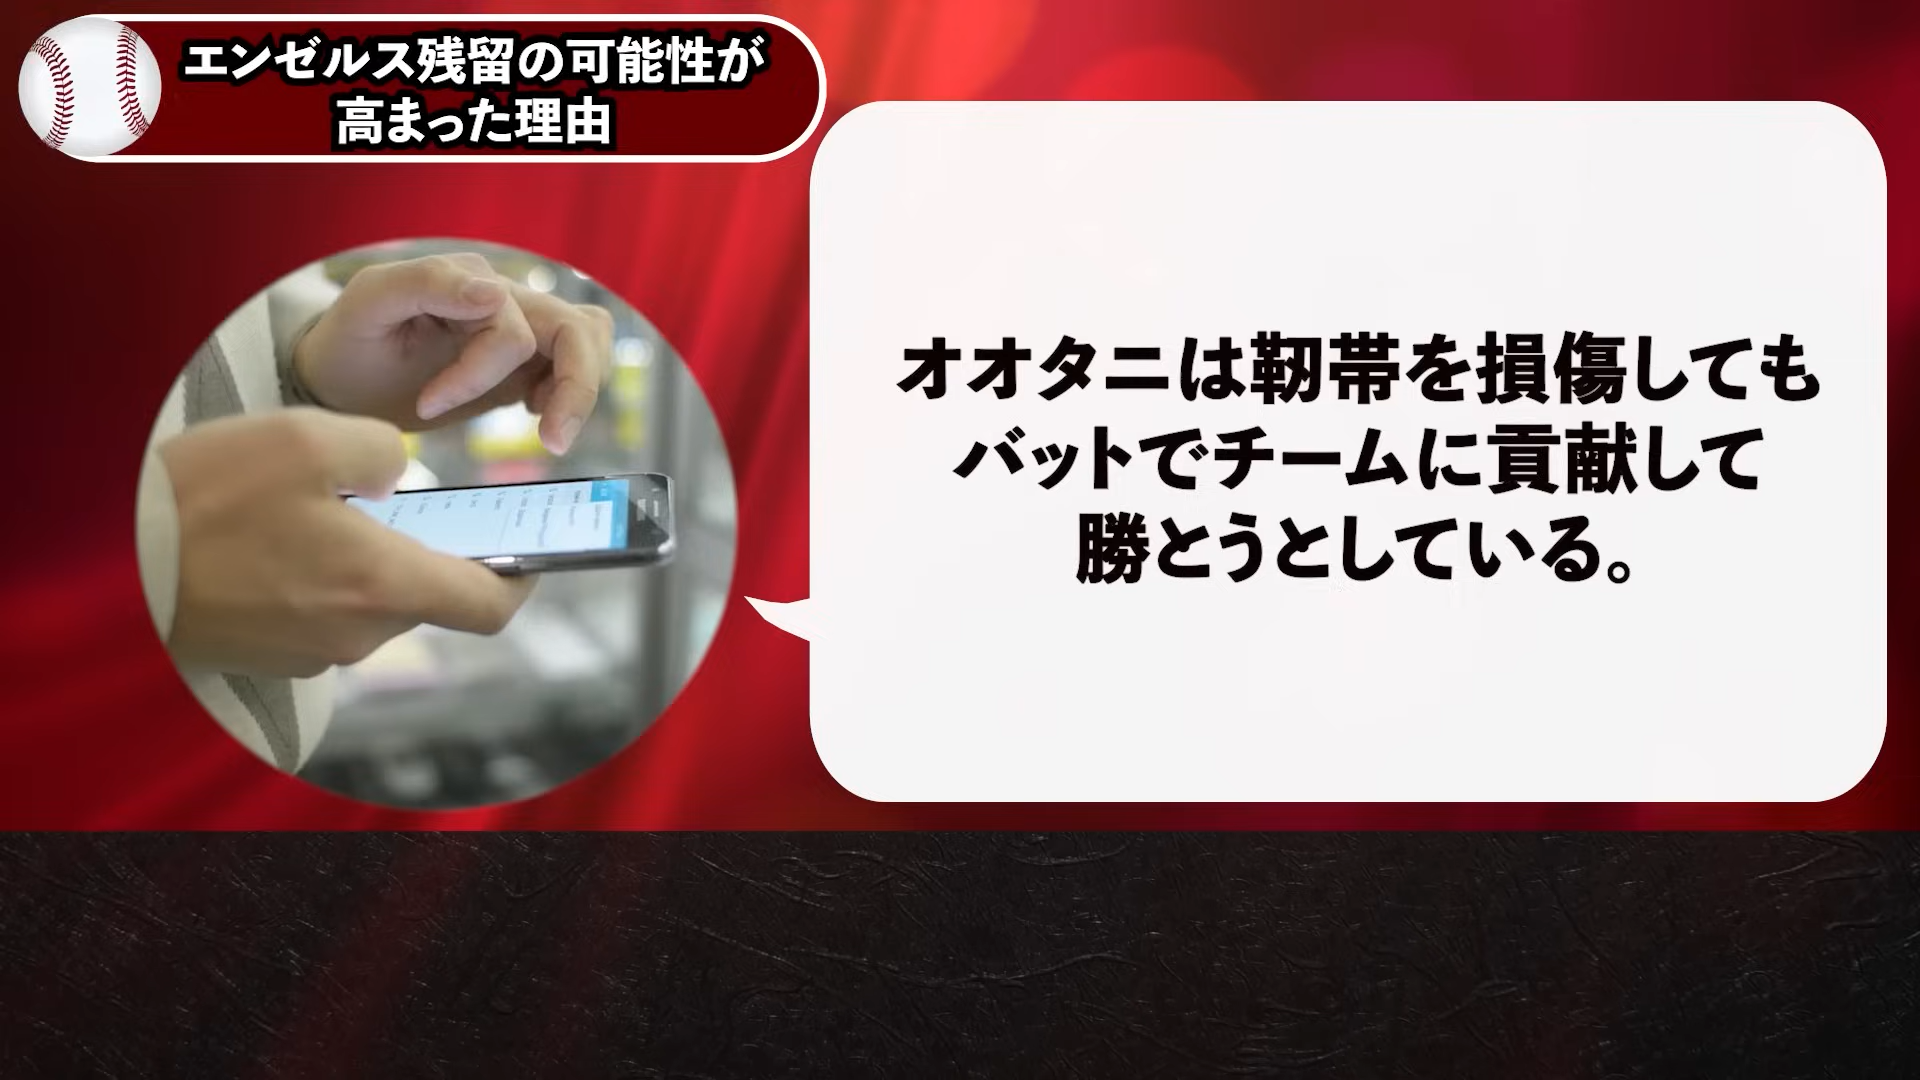 エンゼルス残留の可能性が
高まった理由
オオタニは靭帯を損傷しても
バットでチームに貢献して
勝とうとしている。